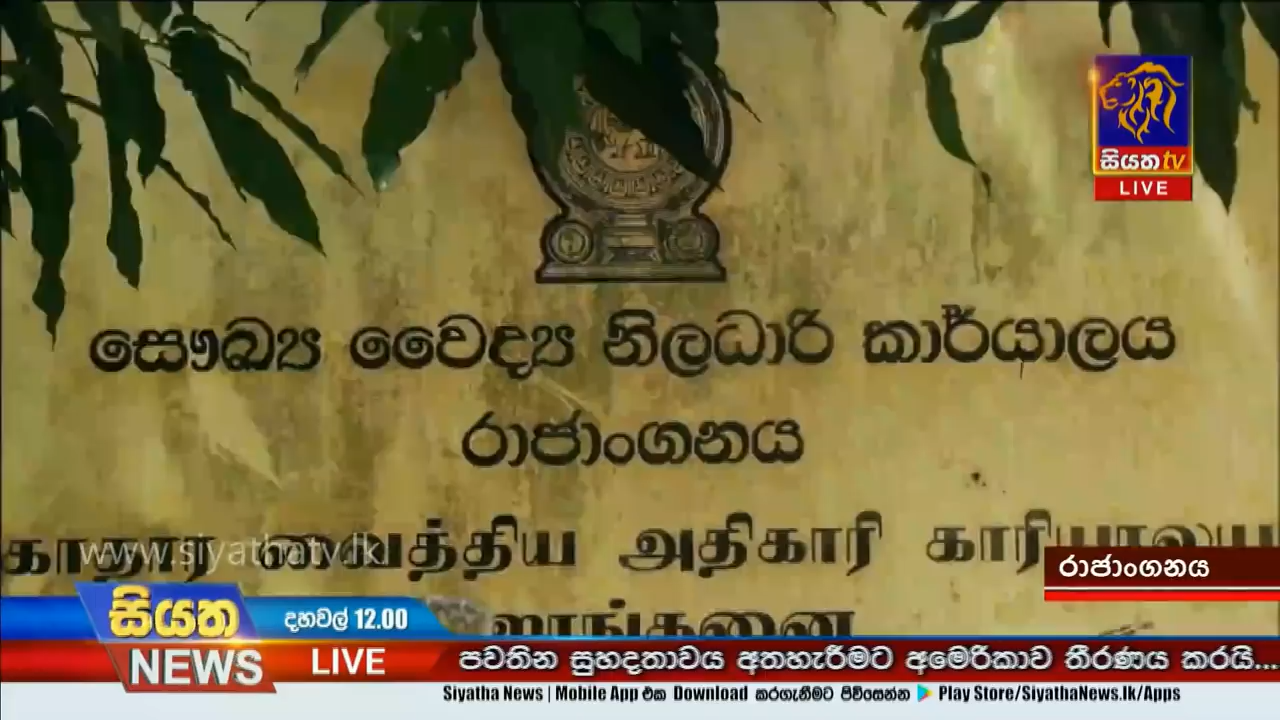 සියත tv
LIVE
සෞඛ්‍ය වෛද්‍ය නිලධාරි කාර්යාලය
රාජාංගනය
காதார வைத்திய அதிகாரி
www.siyathatv.lk
රාජාංගනය
සියත
දහවල් 12.00
NEWS
LIVE
පවතින සුහදතාවය අතහැරීමට අමෙරිකාව තීරණය කරයි...
Siyatha News | Mobile App එක Download කරගැනීමට පිවිසෙන්න Play Store/SiyathaNews.lk/Apps